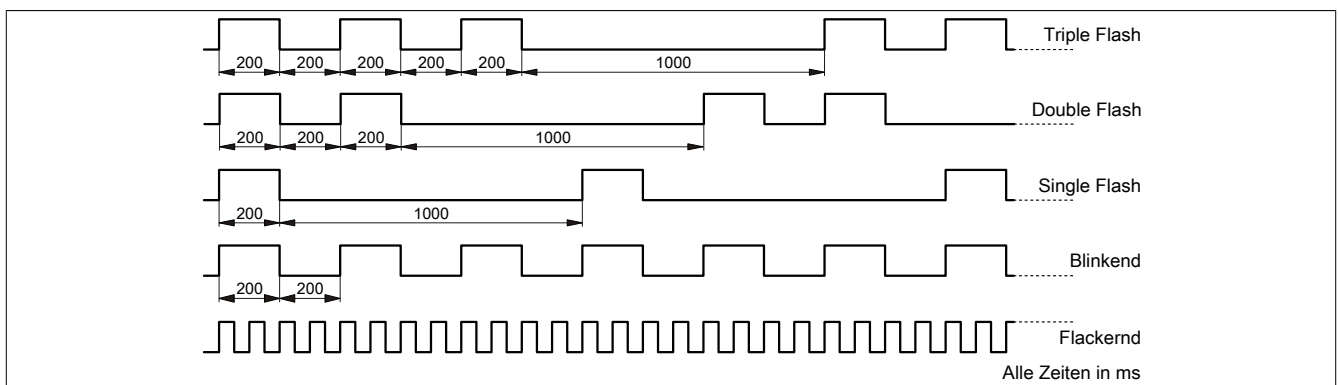 Triple Flash
200 200 200 200 200 1000
Double Flash
200 200 200 1000
Single Flash
200 1000
Blinkend
200 200
Flackernd
Alle Zeiten in ms